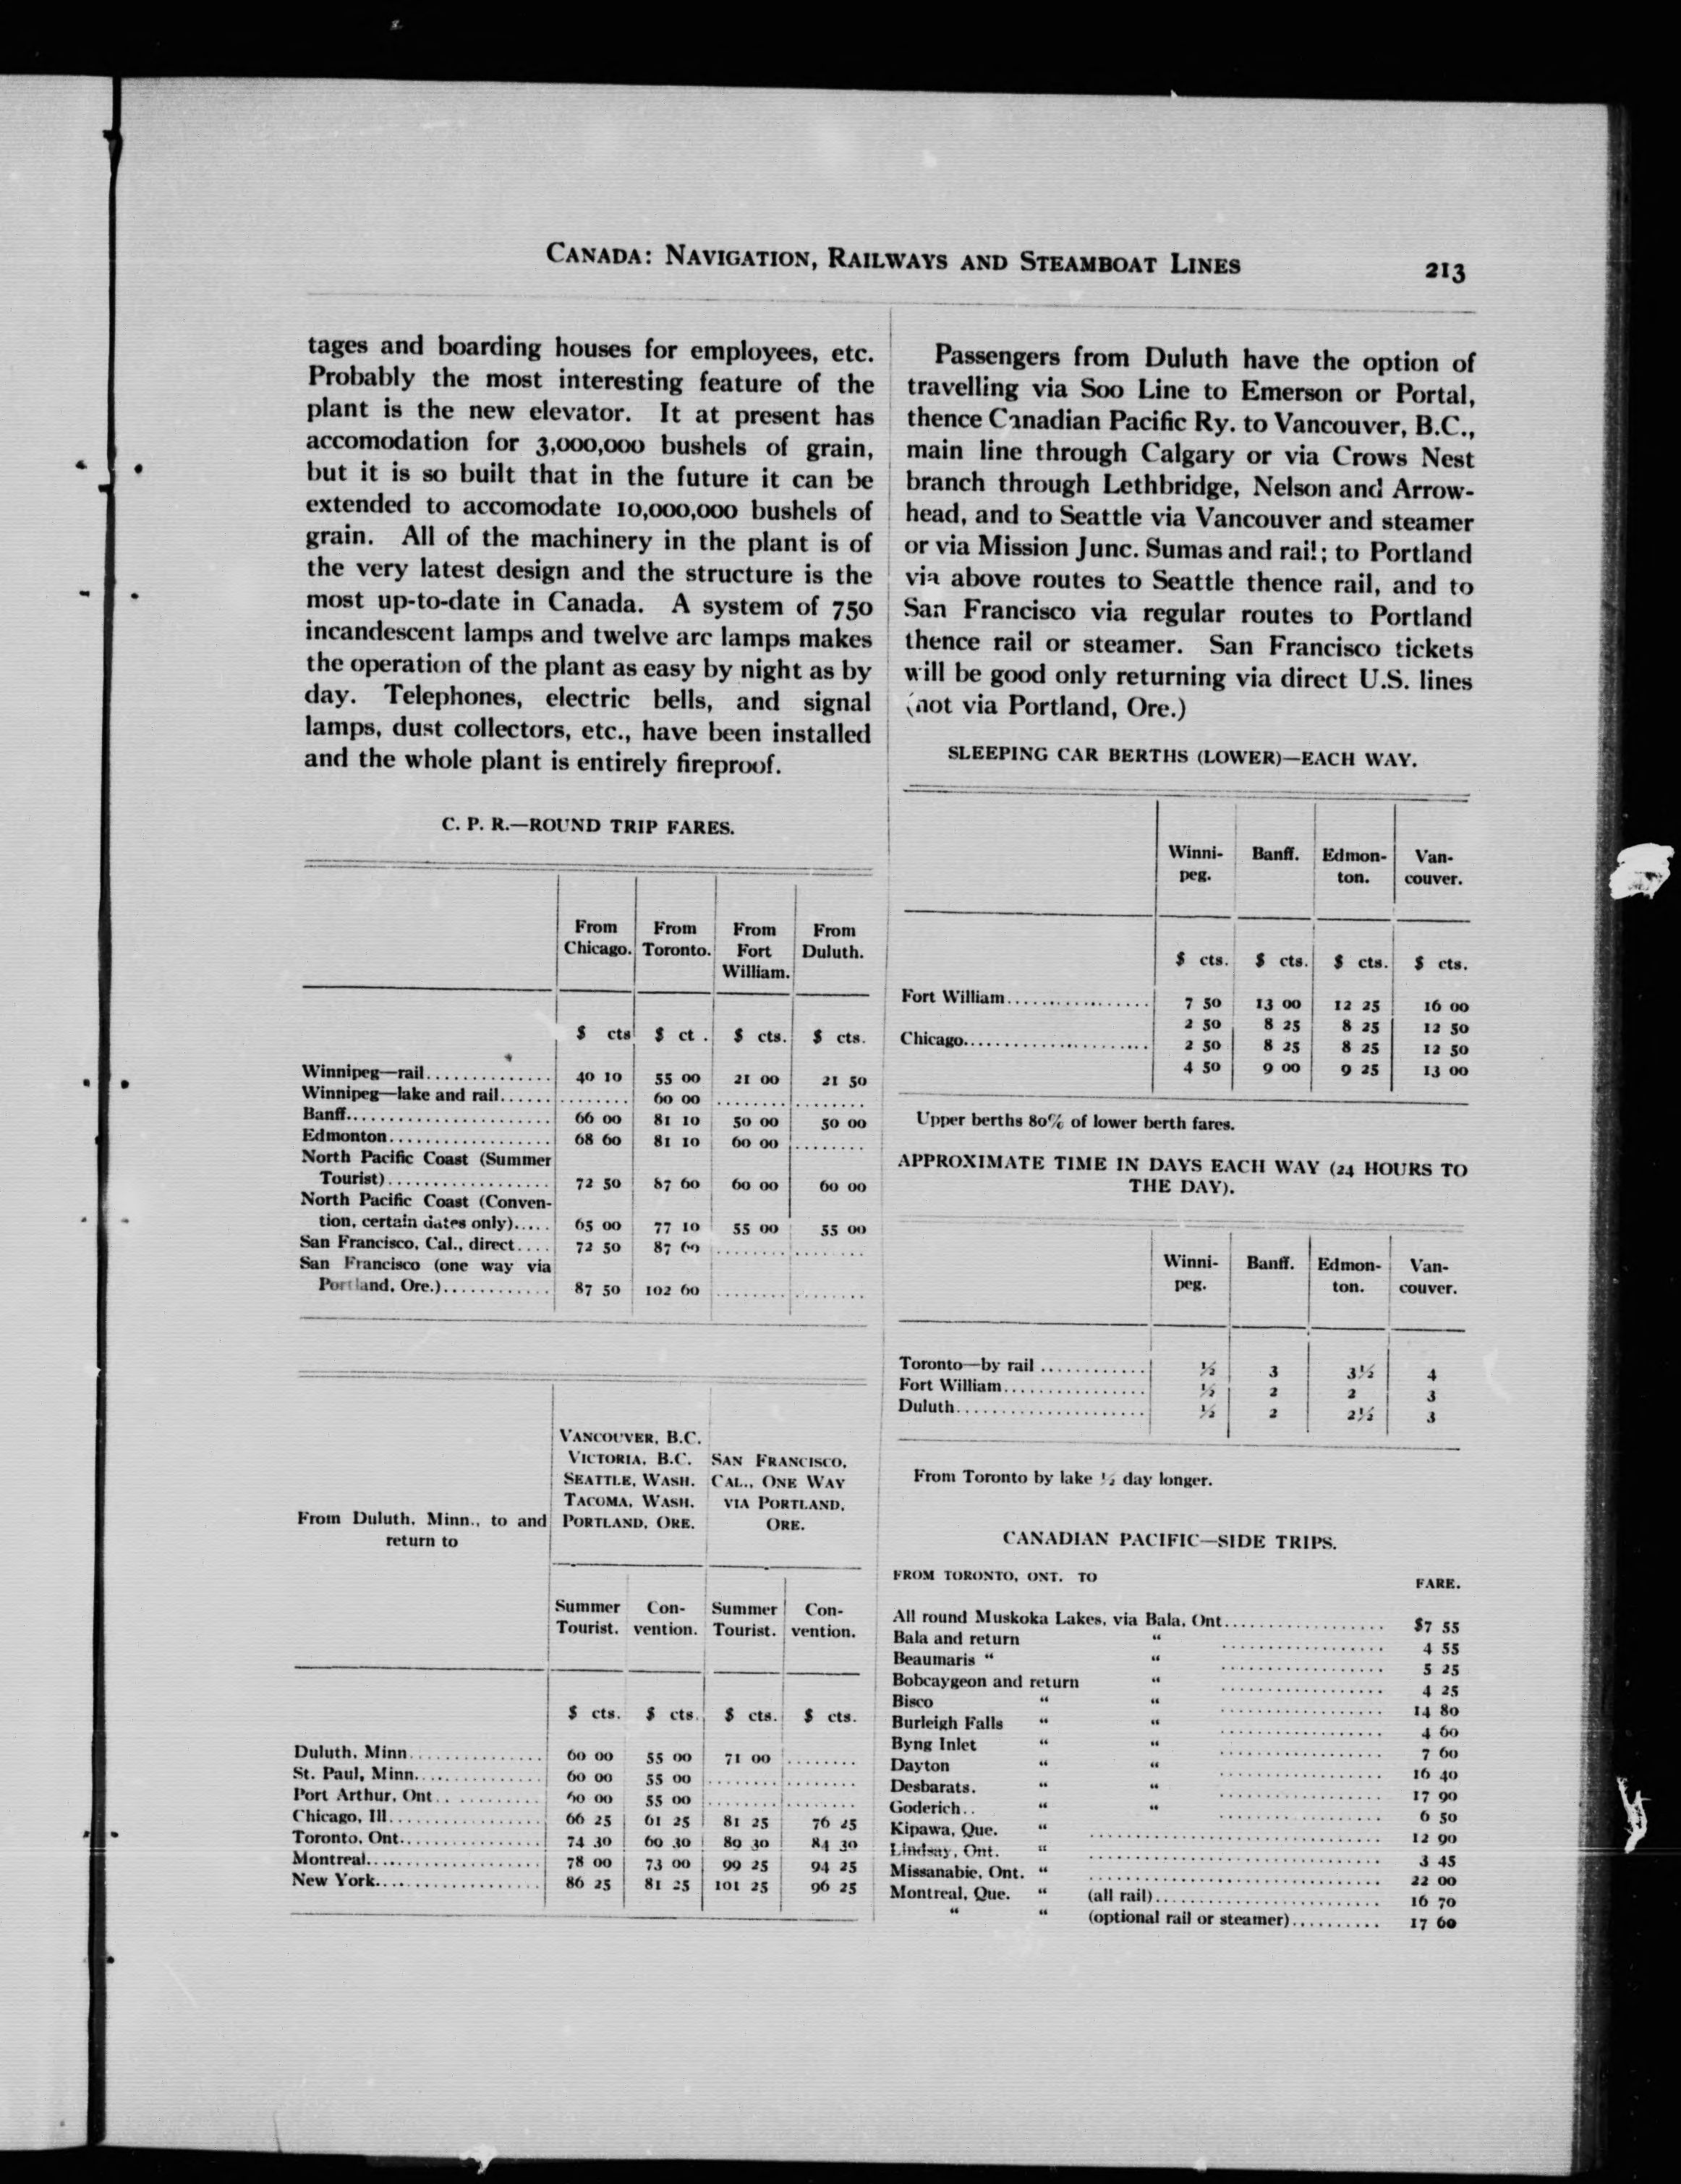 CANADA: NAVIGATION, RAILWAYS AND STEAMBOAT LINES 213
tages and boarding houses for employees, etc.
Probably the most interesting feature of the
plant is the new elevator. It at present has
accomodation for 3,000,000 bushels of grain,
but it is so built that in the future it can be
extended to accomodate 10,000,000 bushels of
grain. All of the machinery in the plant is of
the very latest design and the structure is the
most up-to-date in Canada. A system of 750
incandescent lamps and twelve arc lamps makes
the operation of the plant as easy by night as by
day. Telephones, electric bells, and signal
lamps, dust collectors, etc., have been installed
and the whole plant is entirely fireproof.
C. P. R.—ROUND TRIP FARES.
From Chicago. From Toronto. From Fort William. From Duluth.
$ cts $ ct . $ cts. $ cts.
Winnipeg—rail.............. 40 10 55 00 21 00 21 50
Winnipeg—lake and rail...... ........ 60 00 ........ ........
Banff....................... 66 00 81 10 50 00 50 00
Edmonton.................. 68 60 81 10 60 00 ........
North Pacific Coast (Summer
Tourist).................. 72 50 87 60 60 00 60 00
North Pacific Coast (Conven-
tion, certain dates only)..... 65 00 77 10 55 00 55 00
San Francisco, Cal., direct.... 72 50 87 60 ........ ........
San Francisco (one way via
Portland, Ore.)............ 87 50 102 60 ........ ........
From Duluth, Minn., to and return to
VANCOUVER, B.C. VICTORIA, B.C. SEATTLE, WASH. TACOMA, WASH. PORTLAND, ORE.
SAN FRANCISCO, CAL., ONE WAY VIA PORTLAND, ORE.
Summer Tourist. Con-vention. Summer Tourist. Con-vention.
$ cts. $ cts. $ cts. $ cts.
Duluth, Minn............... 60 00 55 00 71 00 ........
St. Paul, Minn............... 60 00 55 00 ........ ........
Port Arthur, Ont............ 60 00 55 00 ........ ........
Chicago, Ill.................. 66 25 61 25 81 25 76 25
Toronto, Ont................ 74 30 69 30 89 30 84 30
Montreal.................... 78 00 73 00 99 25 94 25
New York................... 86 25 81 25 101 25 96 25
Passengers from Duluth have the option of
travelling via Soo Line to Emerson or Portal,
thence Canadian Pacific Ry. to Vancouver, B.C.,
main line through Calgary or via Crows Nest
branch through Lethbridge, Nelson and Arrow-
head, and to Seattle via Vancouver and steamer
or via Mission Junc. Sumas and rail; to Portland
via above routes to Seattle thence rail, and to
San Francisco via regular routes to Portland
thence rail or steamer. San Francisco tickets
will be good only returning via direct U.S. lines
(not via Portland, Ore.)
SLEEPING CAR BERTHS (LOWER)—EACH WAY.
Winni-peg. Banff. Edmon-ton. Van-couver.
$ cts. $ cts. $ cts. $ cts.
Fort William................. 7 50 13 00 12 25 16 00
2 50 8 25 8 25 12 50
Chicago...................... 2 50 8 25 8 25 12 50
4 50 9 00 9 25 13 00
Upper berths 80% of lower berth fares.
APPROXIMATE TIME IN DAYS EACH WAY (24 HOURS TO
THE DAY).
Winni-peg. Banff. Edmon-ton. Van-couver.
Toronto—by rail ............ ½ 3 3½ 4
Fort William................ ½ 2 2 3
Duluth...................... ½ 2 2½ 3
From Toronto by lake ½ day longer.
CANADIAN PACIFIC—SIDE TRIPS.
FROM TORONTO, ONT. TO FARE.
All round Muskoka Lakes, via Bala, Ont.................. $7 55
Bala and return “ .................. 4 55
Beaumaris “ “ .................. 5 25
Bobcaygeon and return “ .................. 4 25
Bisco “ “ .................. 14 80
Burleigh Falls “ “ .................. 4 60
Byng Inlet “ “ .................. 7 60
Dayton “ “ .................. 16 40
Desbarats. “ “ .................. 17 90
Goderich.. “ “ .................. 6 50
Kipawa, Que. “ ................................ 12 90
Lindsay, Ont. “ ................................ 3 45
Missanabie, Ont. “ ................................ 22 00
Montreal, Que. “ (all rail)......................... 16 70
“ “ (optional rail or steamer).......... 17 60